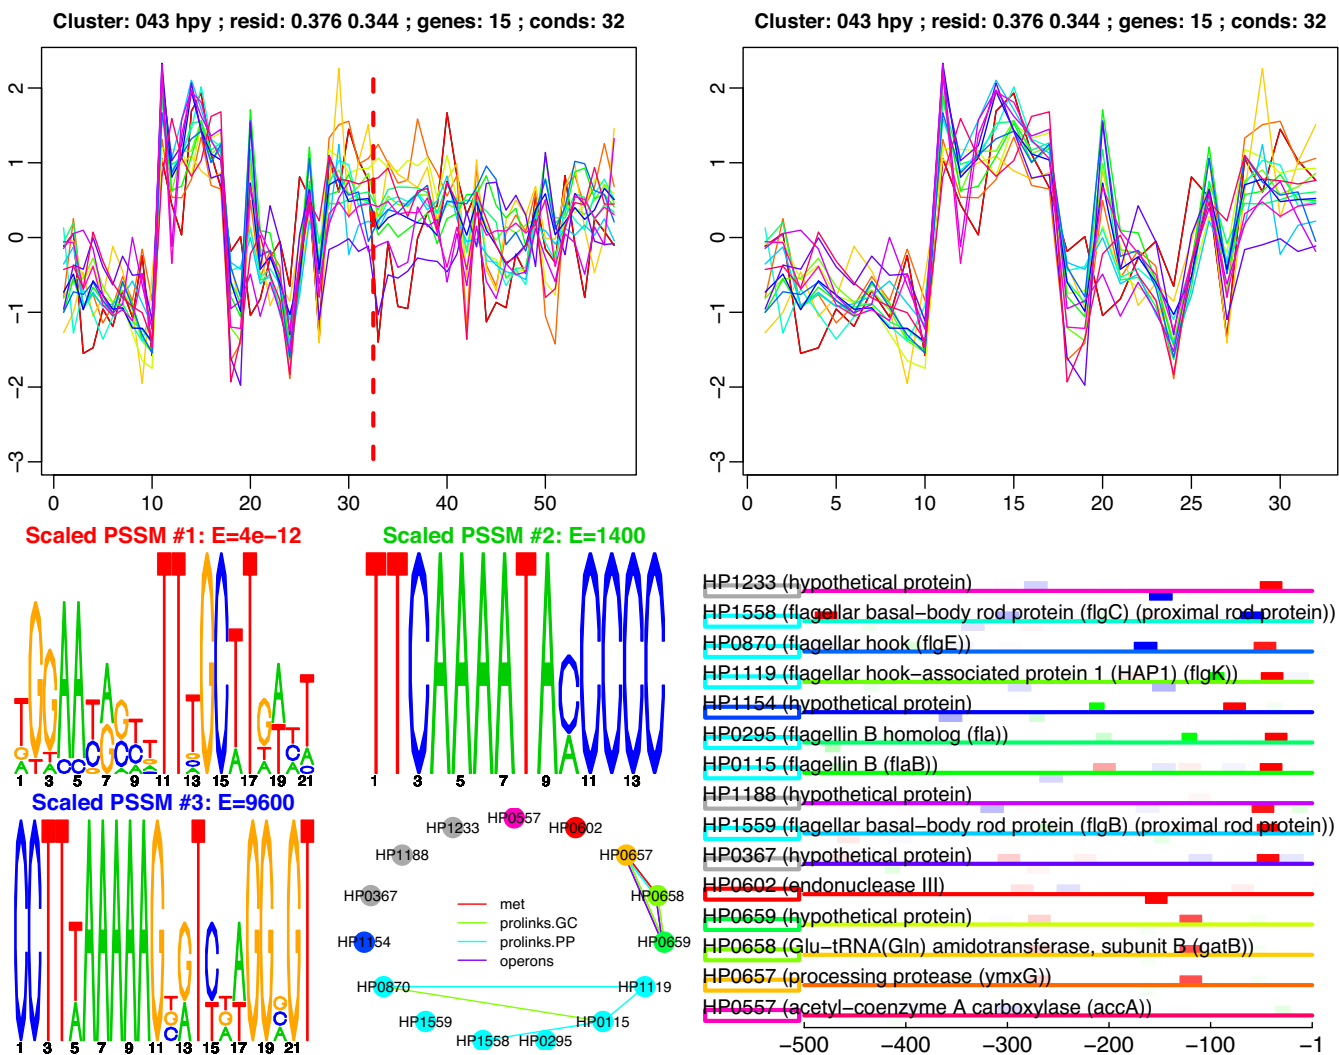 Cluster: 043 hpy ; resid: 0.376 0.344 ; genes: 15 ; conds: 32
Cluster: 043 hpy ; resid: 0.376 0.344 ; genes: 15 ; conds: 32
2
1
0
−1
−2
−3
0 10 20 30 40 50
2
1
0
−1
−2
−3
0 5 10 15 20 25 30
Scaled PSSM #1: E=4e−12
1 3 5 7 9 11 13 15 17 19 21
Scaled PSSM #2: E=1400
TTCAAAATACCCCC
1 3 5 7 9 11 13
Scaled PSSM #3: E=9600
1 3 5 7 9 11 13 15 17 19 21
HP0557
HP1233
HP0602
HP1188
HP0657
HP0367
HP0658
HP1154
HP0659
HP0870
HP1119
HP1559
HP0115
HP1558
HP0295
met
prolinks.GC
prolinks.PP
operons
HP1233 (hypothetical protein)
HP1558 (flagellar basal−body rod protein (flgC) (proximal rod protein))
HP0870 (flagellar hook (flgE))
HP1119 (flagellar hook−associated protein 1 (HAP1) (flgK))
HP1154 (hypothetical protein)
HP0295 (flagellin B homolog (fla))
HP0115 (flagellin B (flaB))
HP1188 (hypothetical protein)
HP1559 (flagellar basal−body rod protein (flgB) (proximal rod protein))
HP0367 (hypothetical protein)
HP0602 (endonuclease III)
HP0659 (hypothetical protein)
HP0658 (Glu−tRNA(Gln) amidotransferase, subunit B (gatB))
HP0657 (processing protease (ymxG))
HP0557 (acetyl−coenzyme A carboxylase (accA))
−500 −400 −300 −200 −100 −1